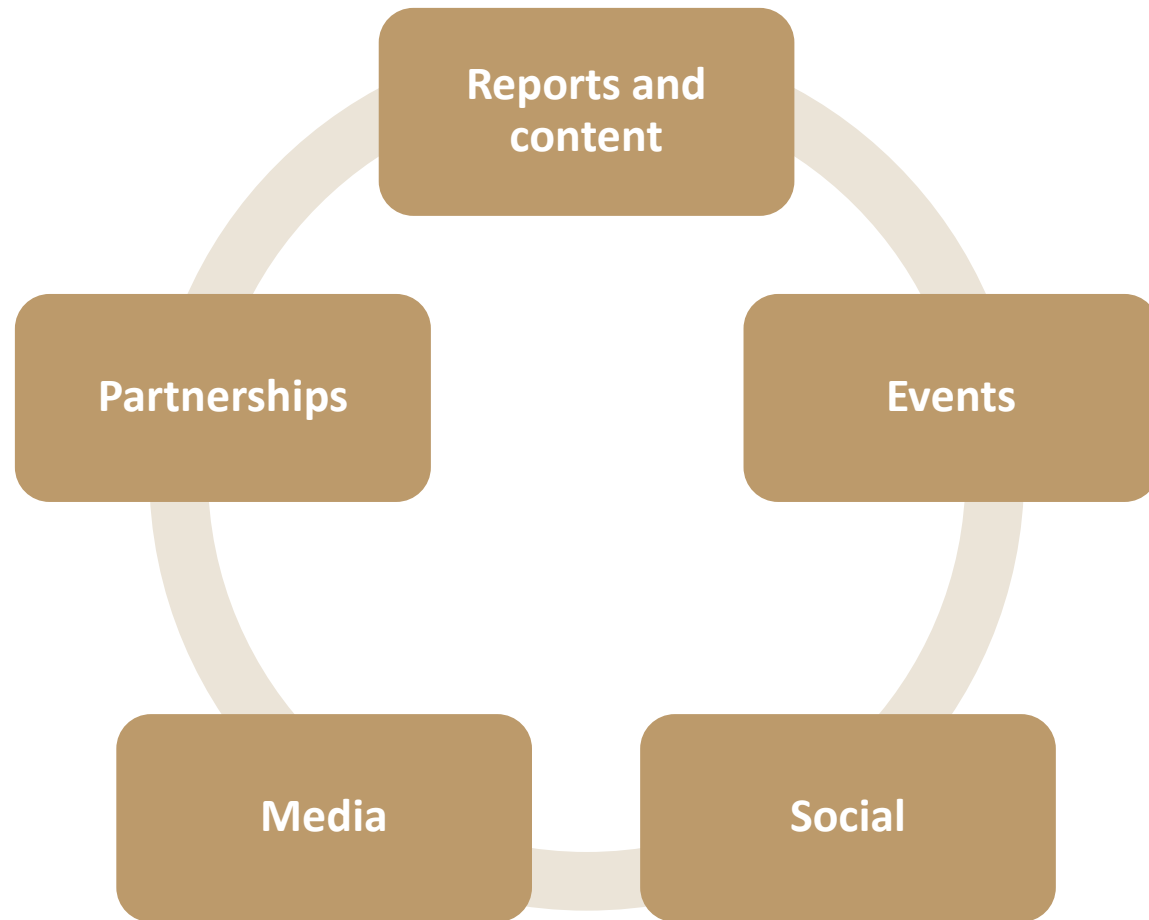 Reports and
content
Partnerships
Events
Media
Social